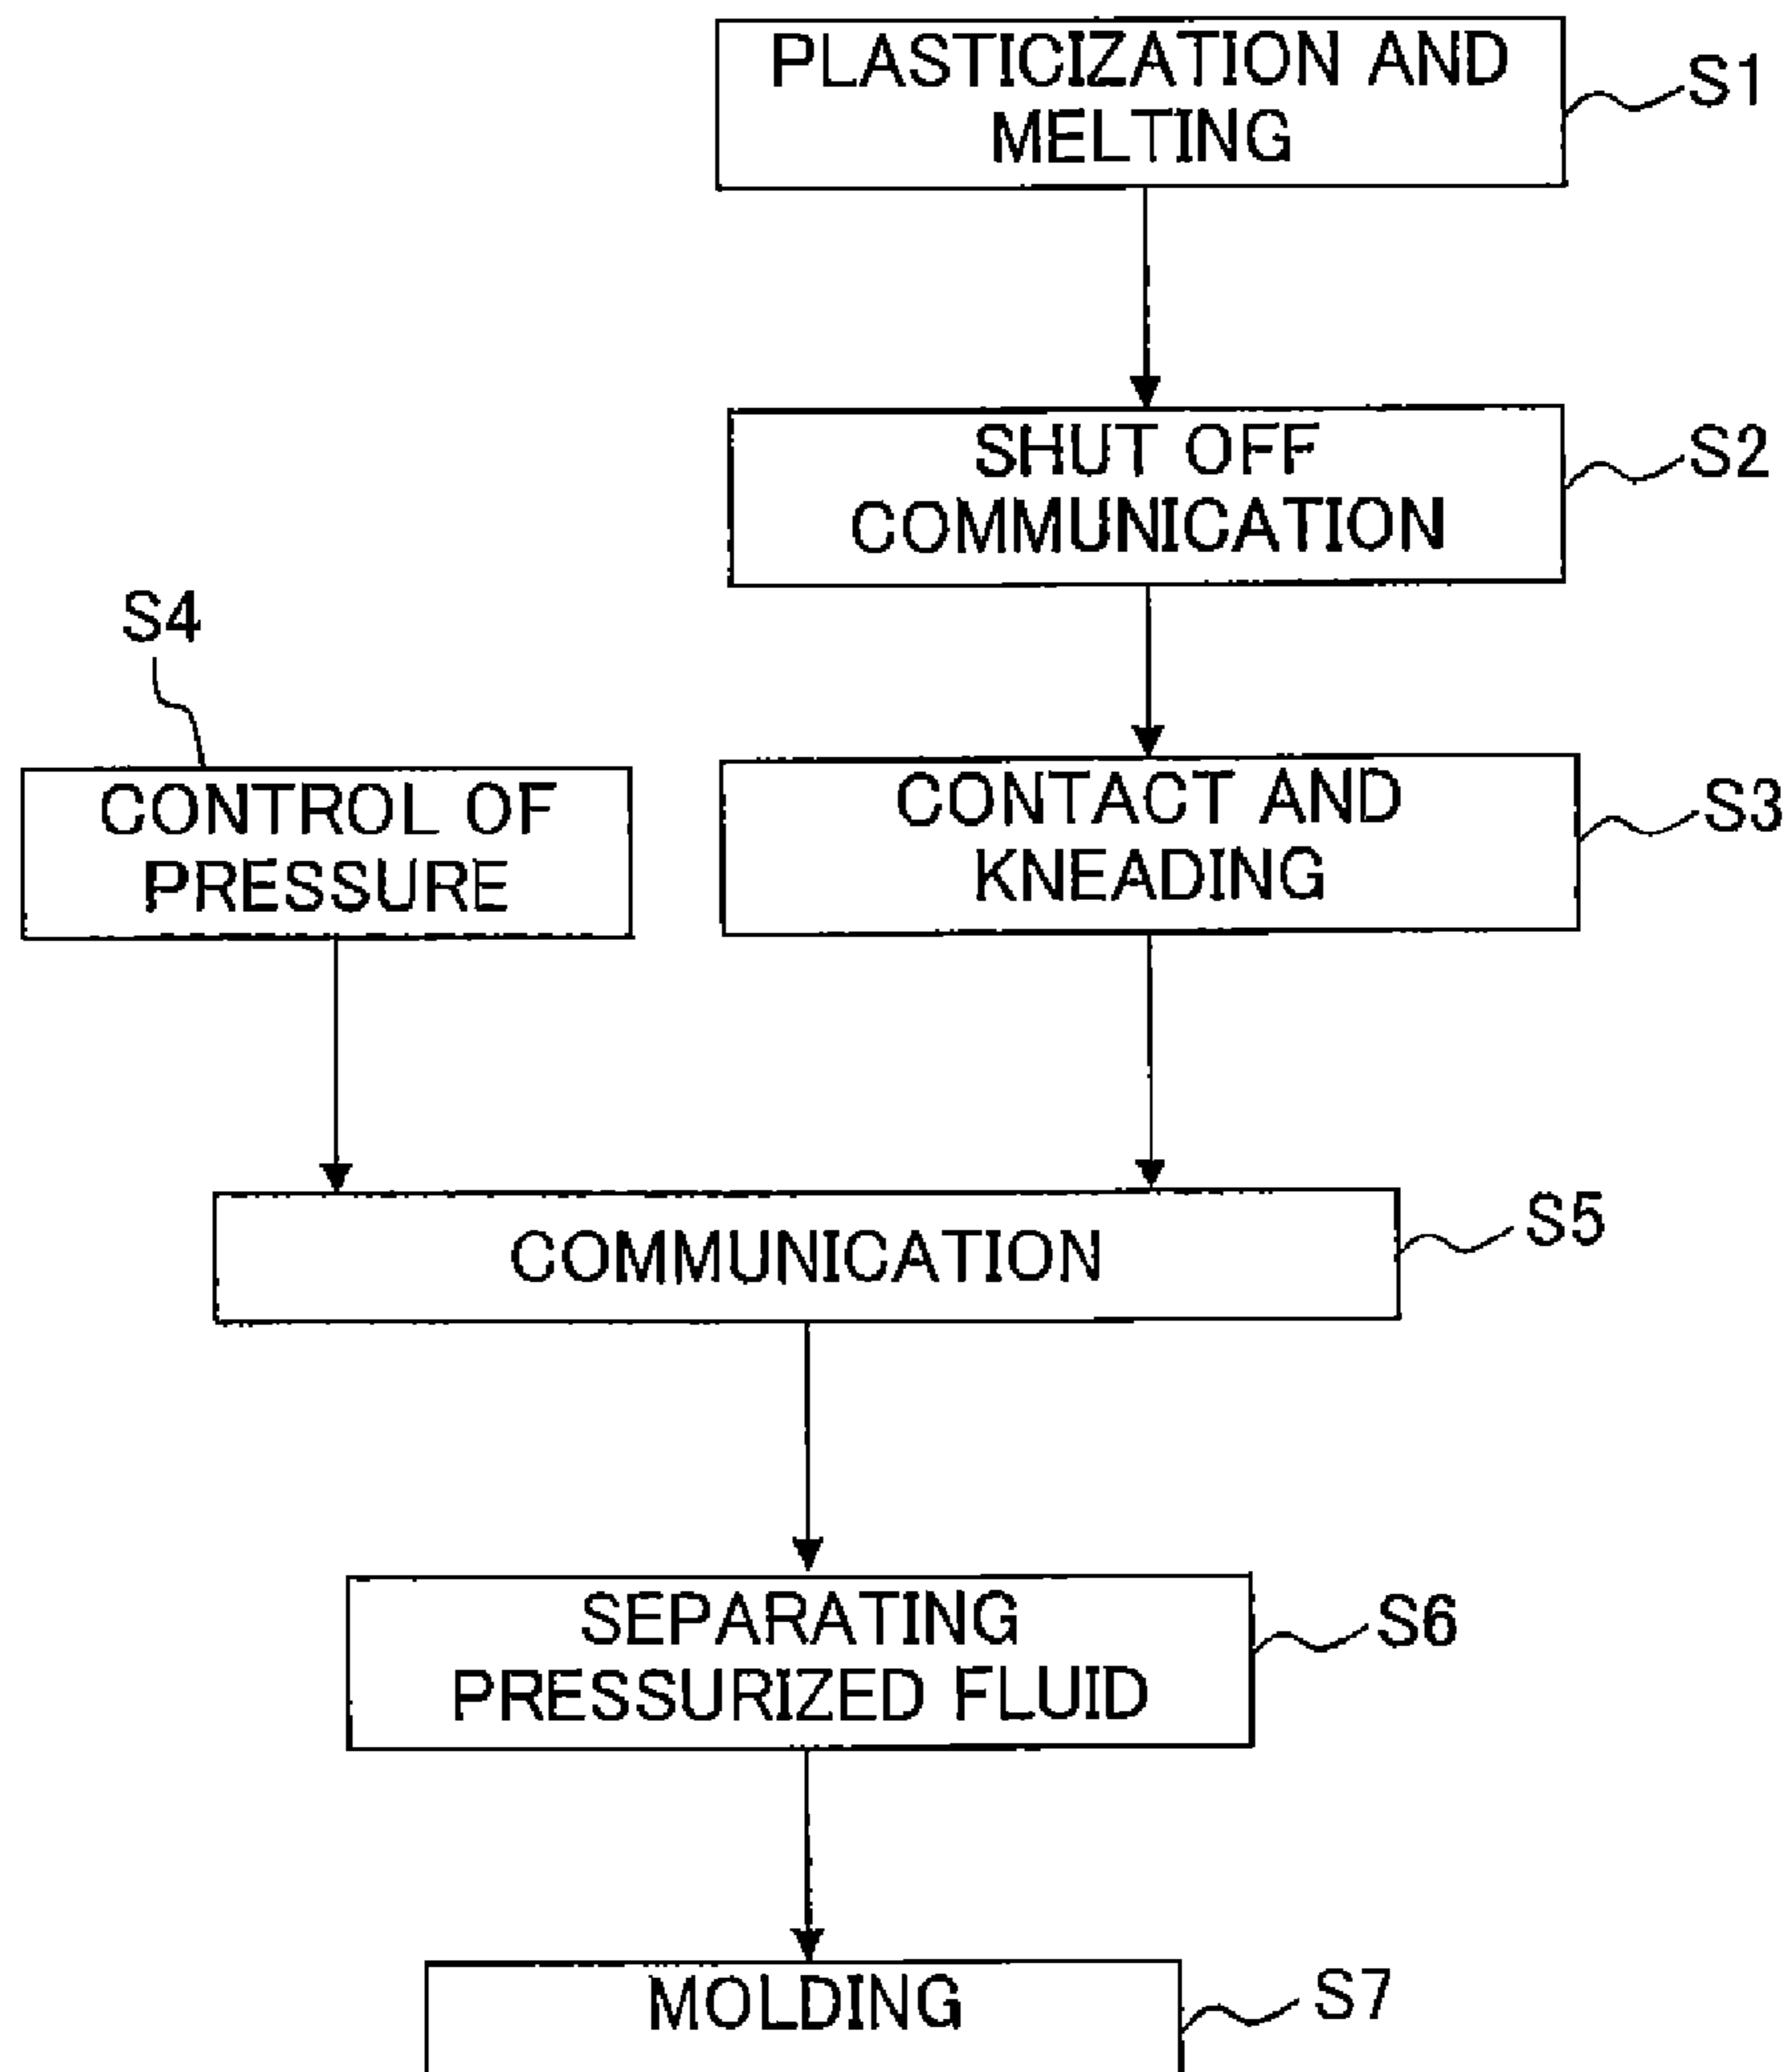 PLASTICIZATION AND
MELTING
S1
SHUT OFF
COMMUNICATION
S2
S4
CONTROL OF
PRESSURE
CONTACT AND
KNEADING
S3
COMMUNICATION
S5
SEPARATING
PRESSURIZED FLUID
S6
MOLDING
S7